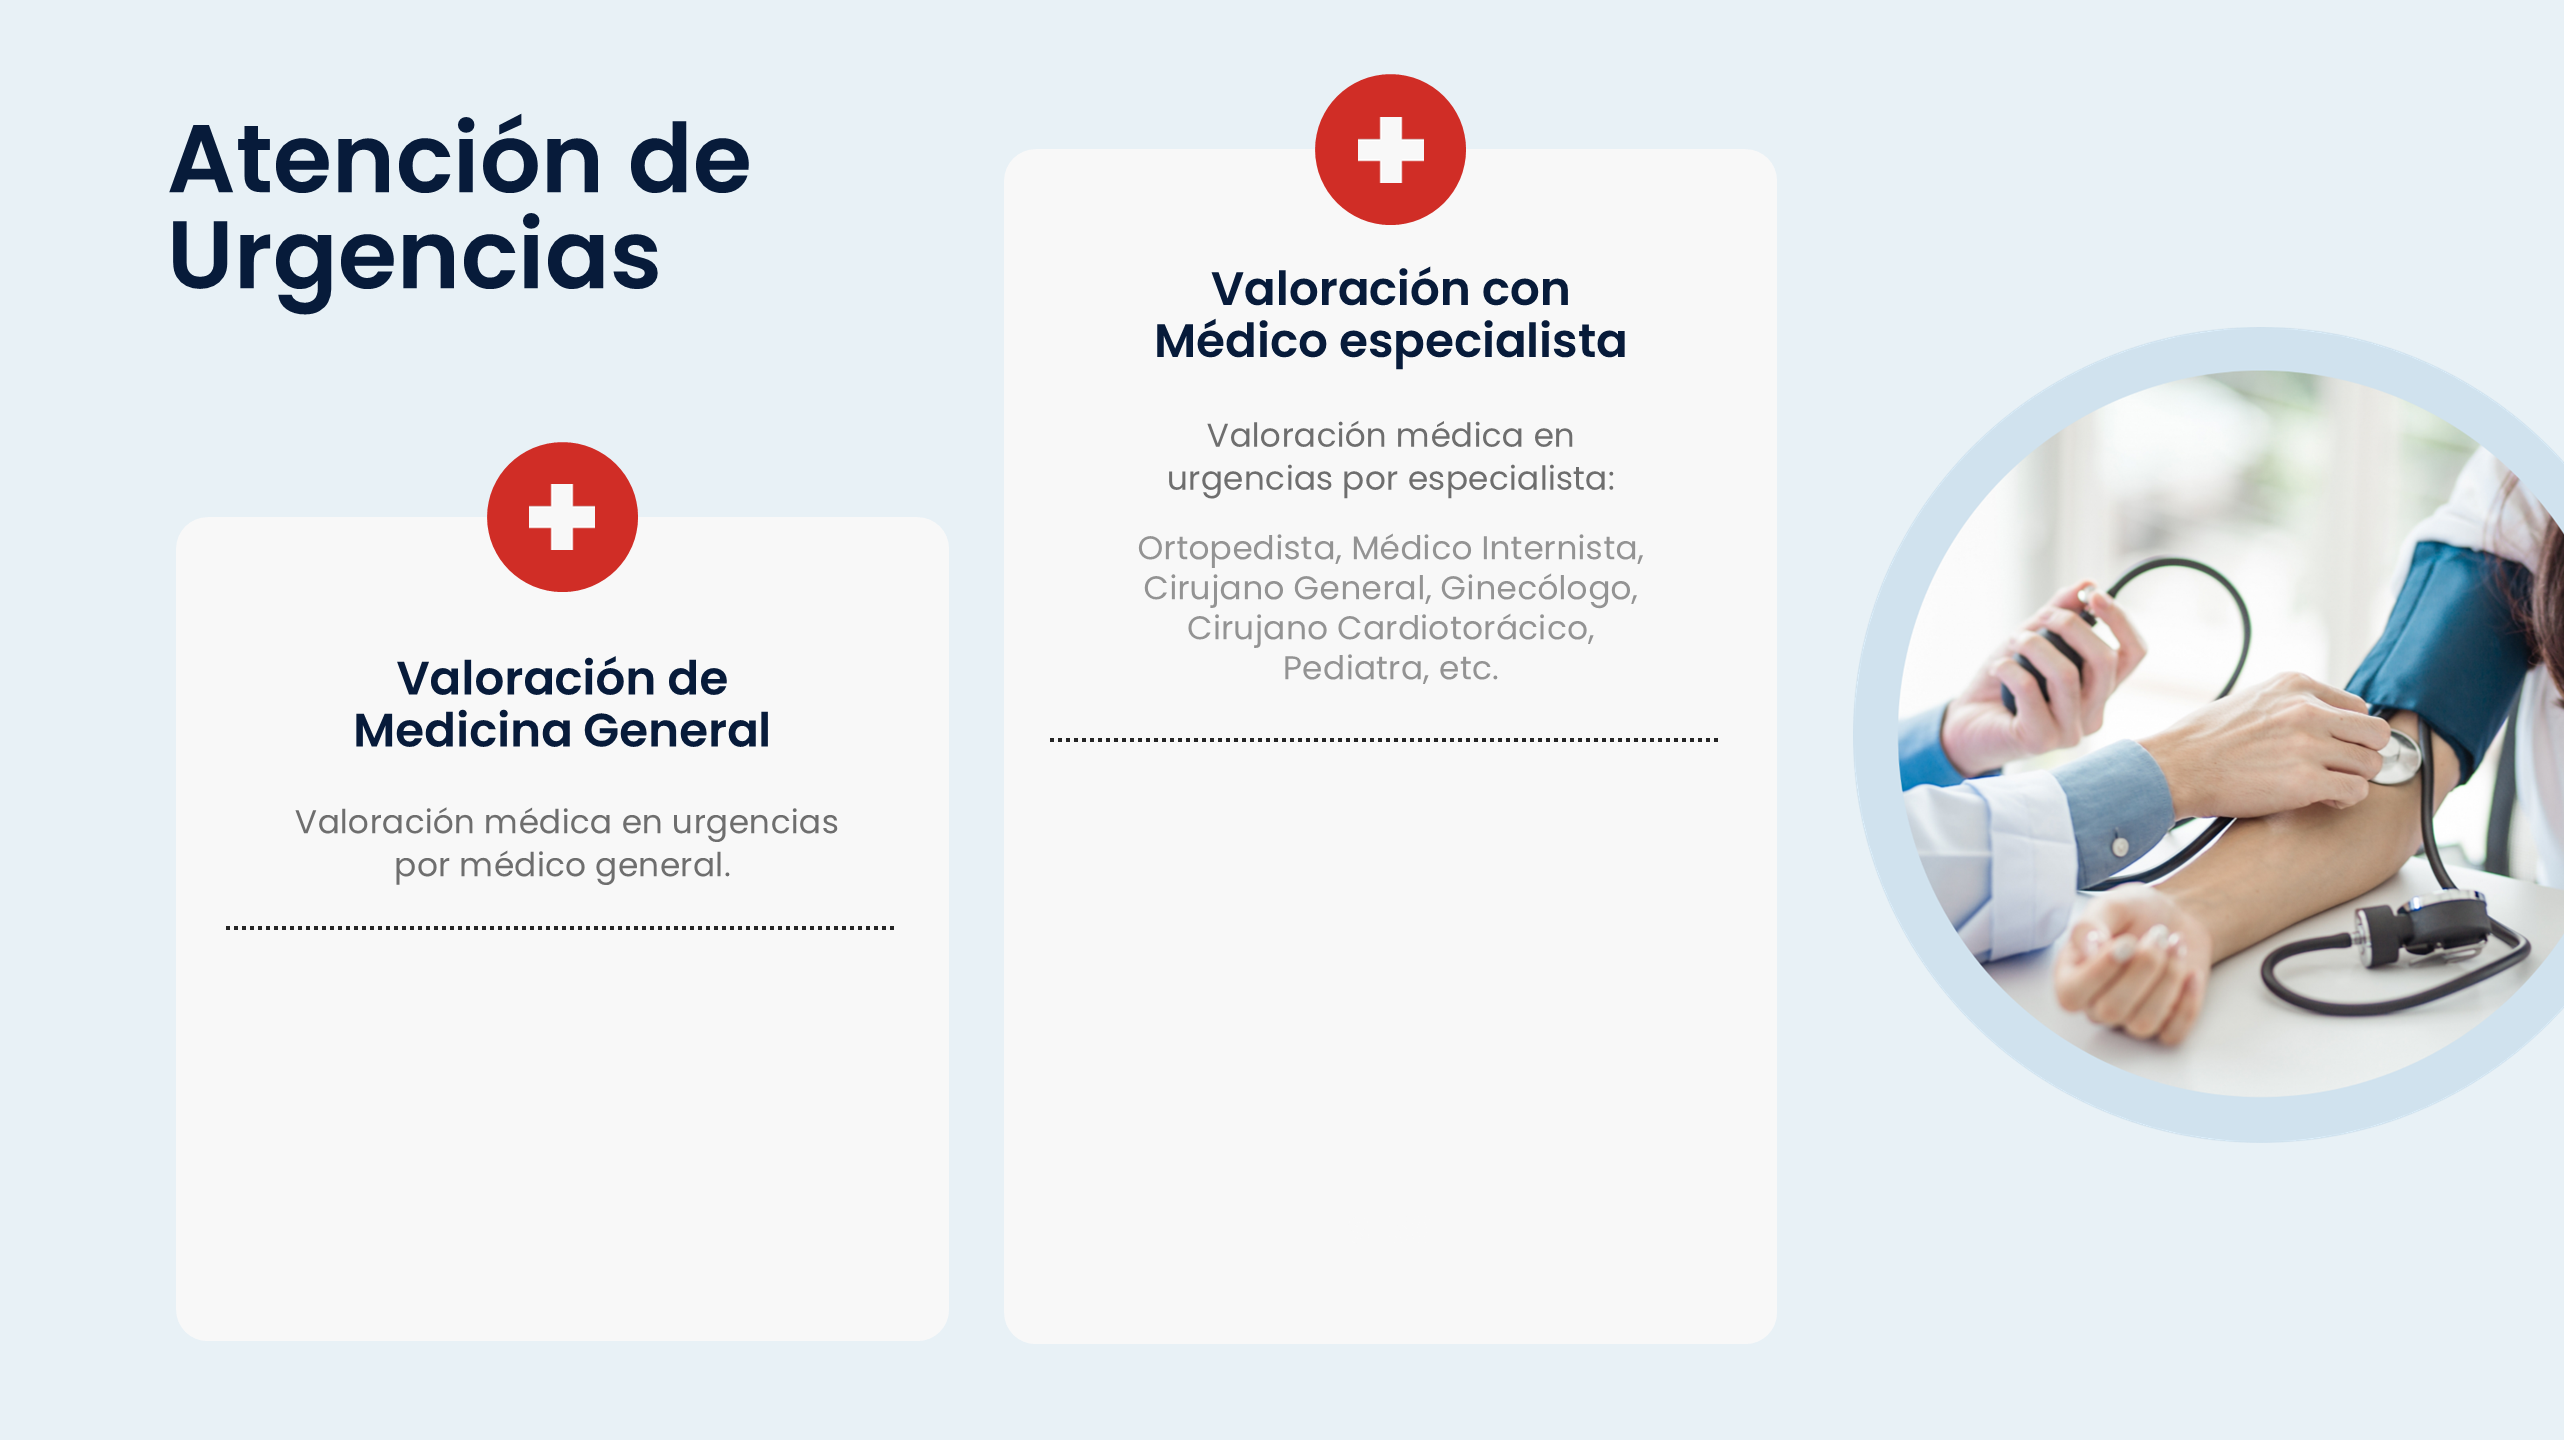 Atención de
Urgencias
Valoración de
Medicina General
Valoración médica en urgencias
por médico general.
Valoración con
Médico especialista
Valoración médica en
urgencias por especialista:
Ortopedista, Médico Internista,
Cirujano General, Ginecólogo,
Cirujano Cardiotorácico,
Pediatra, etc.